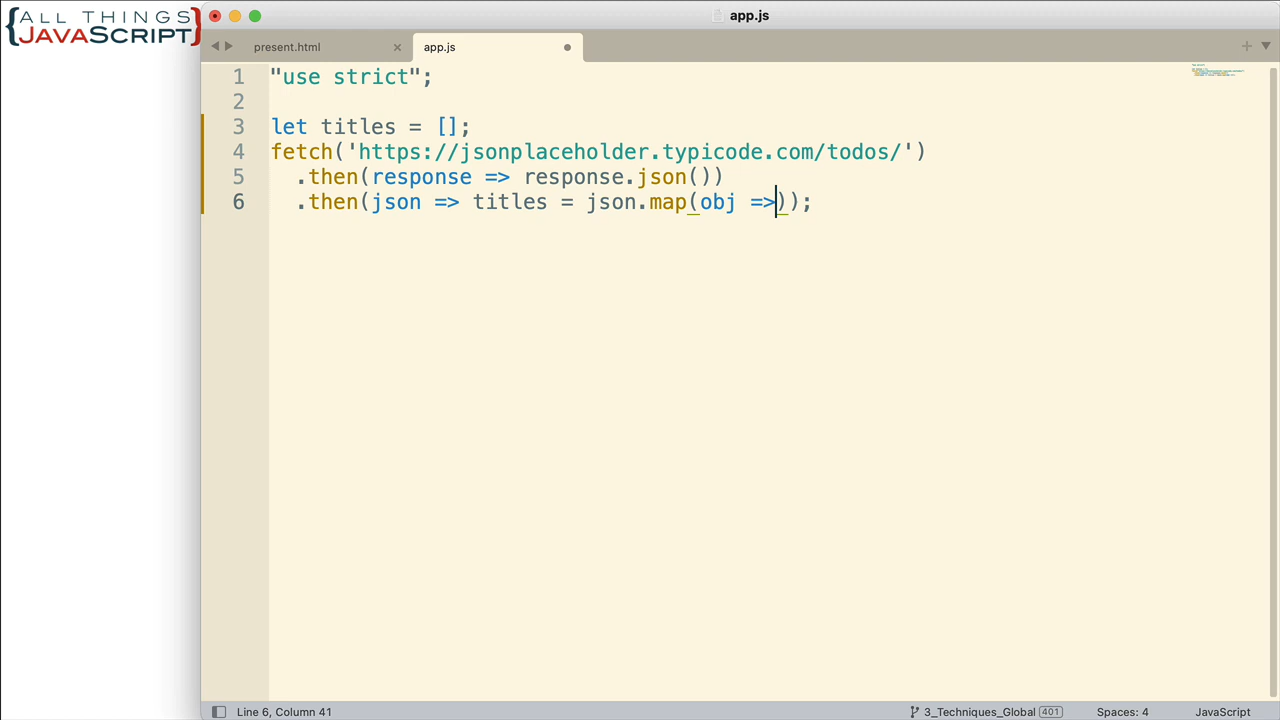 {ALL THINGS
JAVASCRIPT}
app.js
present.html
app.js
1 "use strict";
2
3 let titles = [];
4 fetch('https://jsonplaceholder.typicode.com/todos/')
5 .then(response => response.json())
6 .then(json => titles = json.map(obj =>));
Line 6, Column 41
3_Techniques_Global 401
Spaces: 4
JavaScript